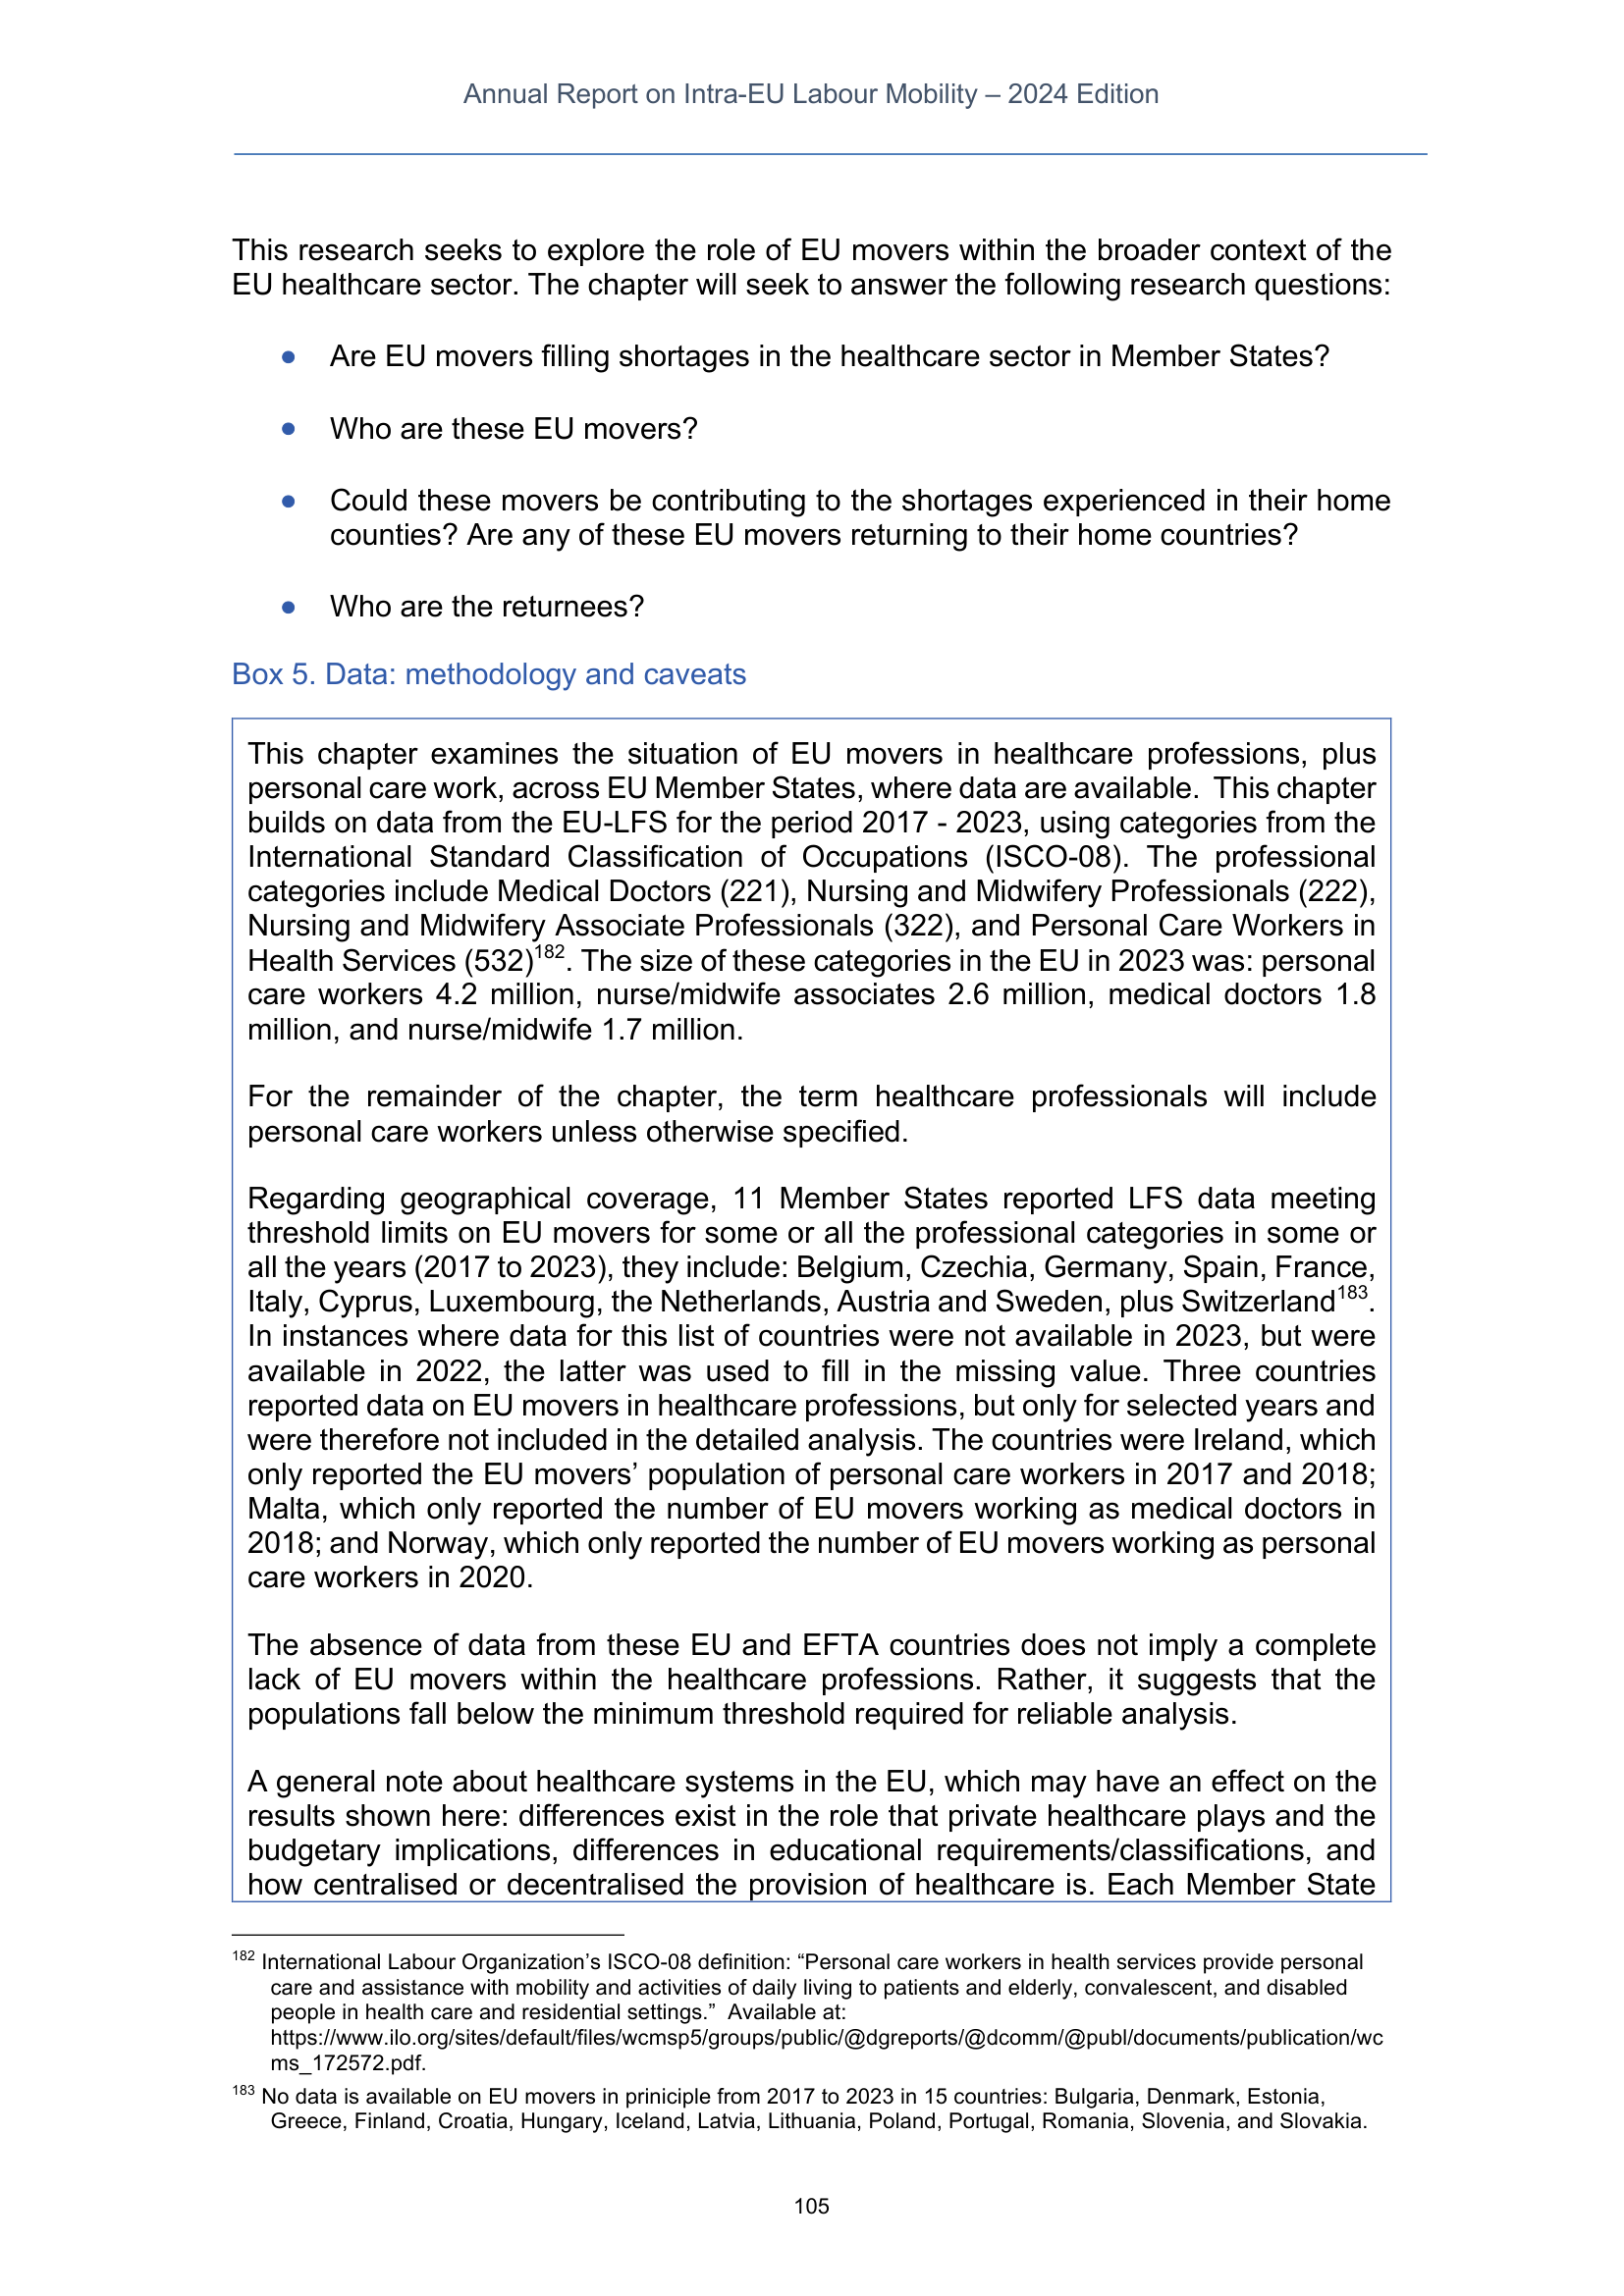 Annual Report on Intra-EU Labour Mobility – 2024 Edition
This research seeks to explore the role of EU movers within the broader context of the
EU healthcare sector. The chapter will seek to answer the following research questions:
● Are EU movers filling shortages in the healthcare sector in Member States?
● Who are these EU movers?
● Could these movers be contributing to the shortages experienced in their home
counties? Are any of these EU movers returning to their home countries?
● Who are the returnees?
Box 5. Data: methodology and caveats
This chapter examines the situation of EU movers in healthcare professions, plus
personal care work, across EU Member States, where data are available. This chapter
builds on data from the EU-LFS for the period 2017 - 2023, using categories from the
International Standard Classification of Occupations (ISCO-08). The professional
categories include Medical Doctors (221), Nursing and Midwifery Professionals (222),
Nursing and Midwifery Associate Professionals (322), and Personal Care Workers in
Health Services (532)182. The size of these categories in the EU in 2023 was: personal
care workers 4.2 million, nurse/midwife associates 2.6 million, medical doctors 1.8
million, and nurse/midwife 1.7 million.
For the remainder of the chapter, the term healthcare professionals will include
personal care workers unless otherwise specified.
Regarding geographical coverage, 11 Member States reported LFS data meeting
threshold limits on EU movers for some or all the professional categories in some or
all the years (2017 to 2023), they include: Belgium, Czechia, Germany, Spain, France,
Italy, Cyprus, Luxembourg, the Netherlands, Austria and Sweden, plus Switzerland183.
In instances where data for this list of countries were not available in 2023, but were
available in 2022, the latter was used to fill in the missing value. Three countries
reported data on EU movers in healthcare professions, but only for selected years and
were therefore not included in the detailed analysis. The countries were Ireland, which
only reported the EU movers’ population of personal care workers in 2017 and 2018;
Malta, which only reported the number of EU movers working as medical doctors in
2018; and Norway, which only reported the number of EU movers working as personal
care workers in 2020.
The absence of data from these EU and EFTA countries does not imply a complete
lack of EU movers within the healthcare professions. Rather, it suggests that the
populations fall below the minimum threshold required for reliable analysis.
A general note about healthcare systems in the EU, which may have an effect on the
results shown here: differences exist in the role that private healthcare plays and the
budgetary implications, differences in educational requirements/classifications, and
how centralised or decentralised the provision of healthcare is. Each Member State
182 International Labour Organization’s ISCO-08 definition: “Personal care workers in health services provide personal
care and assistance with mobility and activities of daily living to patients and elderly, convalescent, and disabled
people in health care and residential settings.” Available at:
https://www.ilo.org/sites/default/files/wcmsp5/groups/public/@dgreports/@dcomm/@publ/documents/publication/wc
ms_172572.pdf.
183 No data is available on EU movers in priniciple from 2017 to 2023 in 15 countries: Bulgaria, Denmark, Estonia,
Greece, Finland, Croatia, Hungary, Iceland, Latvia, Lithuania, Poland, Portugal, Romania, Slovenia, and Slovakia.
105